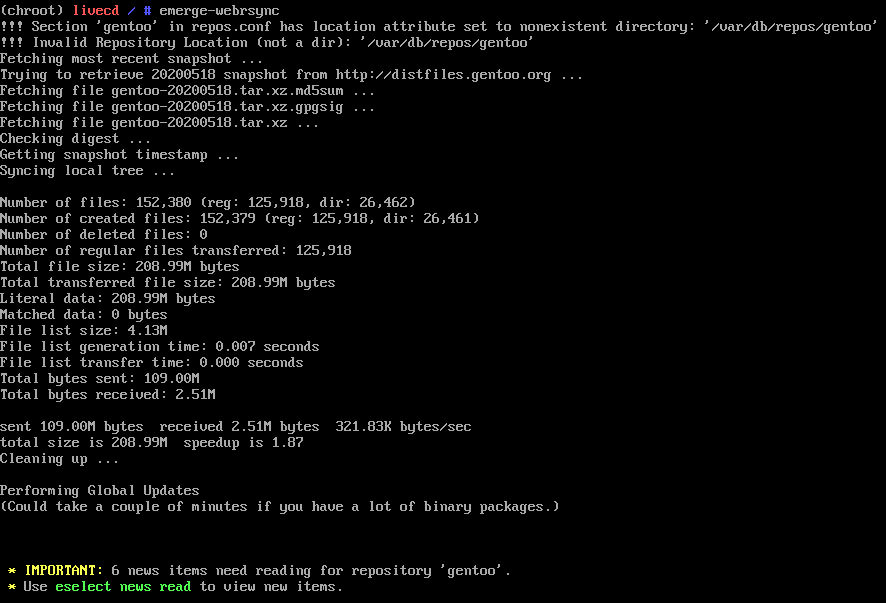 (chroot) livecd / # emerge-webrsync
!!! Section 'gentoo' in repos.conf has location attribute set to nonexistent directory: '/var/db/repos/gentoo'
!!! Invalid Repository Location (not a dir): '/var/db/repos/gentoo'
Fetching most recent snapshot ...
Trying to retrieve 20200518 snapshot from http://distfiles.gentoo.org ...
Fetching file gentoo-20200518.tar.xz.md5sum ...
Fetching file gentoo-20200518.tar.xz.gpgsig ...
Fetching file gentoo-20200518.tar.xz ...
Checking digest ...
Getting snapshot timestamp ...
Syncing local tree ...
Number of files: 152,380 (reg: 125,918, dir: 26,462)
Number of created files: 152,379 (reg: 125,918, dir: 26,461)
Number of deleted files: 0
Number of regular files transferred: 125,918
Total file size: 208.99M bytes
Total transferred file size: 208.99M bytes
Literal data: 208.99M bytes
Matched data: 0 bytes
File list size: 4.13M
File list generation time: 0.007 seconds
File list transfer time: 0.000 seconds
Total bytes sent: 109.00M
Total bytes received: 2.51M
sent 109.00M bytes  received 2.51M bytes  321.83K bytes/sec
total size is 208.99M  speedup is 1.87
Cleaning up ...
Performing Global Updates
(Could take a couple of minutes if you have a lot of binary packages.)
* IMPORTANT: 6 news items need reading for repository 'gentoo'.
* Use eselect news read to view new items.